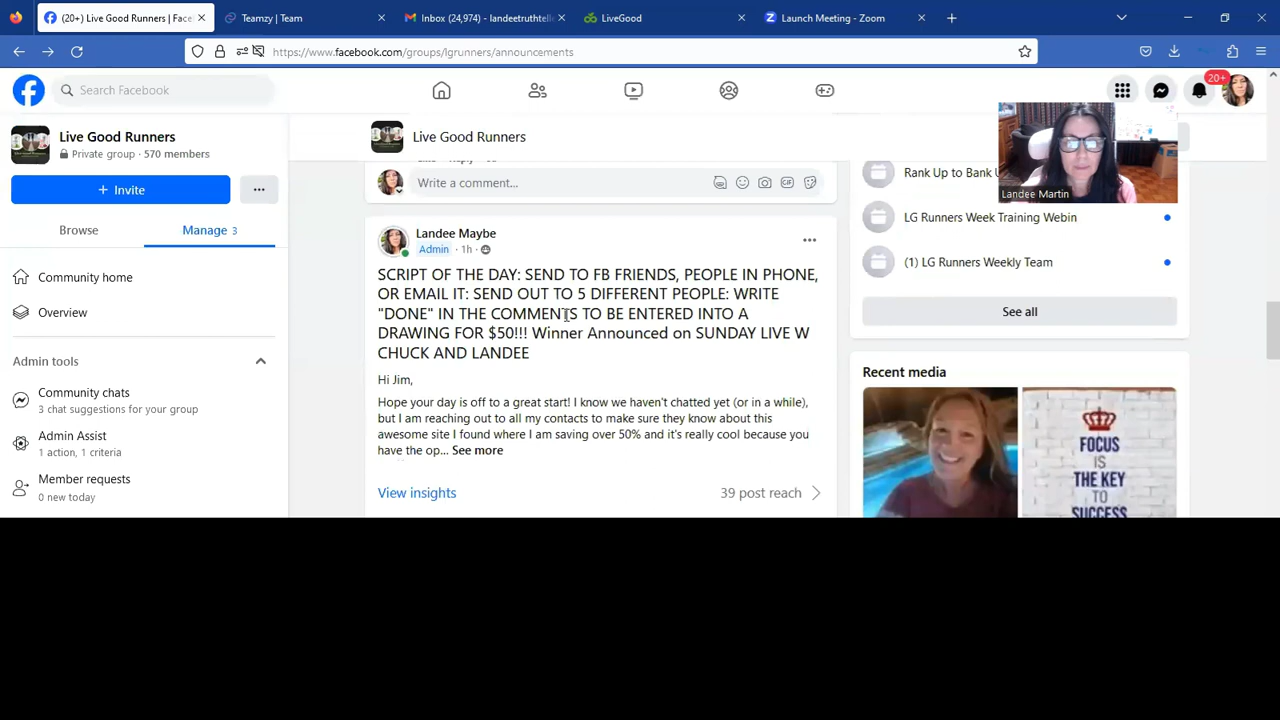 (20+) Live Good Runners | Face
Teamzy | Team
Inbox (24,974) - landeetruthtelle
LiveGood
Launch Meeting - Zoom
https://www.facebook.com/groups/lgrunners/announcements
Search Facebook
20+
Live Good Runners
Private group · 570 members
+ Invite
Browse
Manage 3
Community home
Overview
Admin tools
Community chats
3 chat suggestions for your group
Admin Assist
1 action, 1 criteria
Member requests
0 new today
Live Good Runners
Write a comment...
Landee Maybe
Admin · 1h ·
SCRIPT OF THE DAY: SEND TO FB FRIENDS, PEOPLE IN PHONE,
OR EMAIL IT: SEND OUT TO 5 DIFFERENT PEOPLE: WRITE
"DONE" IN THE COMMENTS TO BE ENTERED INTO A
DRAWING FOR $50!!! Winner Announced on SUNDAY LIVE W
CHUCK AND LANDEE
Hi Jim,
Hope your day is off to a great start! I know we haven't chatted yet (or in a while),
but I am reaching out to all my contacts to make sure they know about this
awesome site I found where I am saving over 50% and it's really cool because you
have the op... See more
View insights
39 post reach
Landee Martin
Rank Up to Bank U
LG Runners Week Training Webin
(1) LG Runners Weekly Team
See all
Recent media
FOCUS
IS
THE KEY
TO
SUCCESS